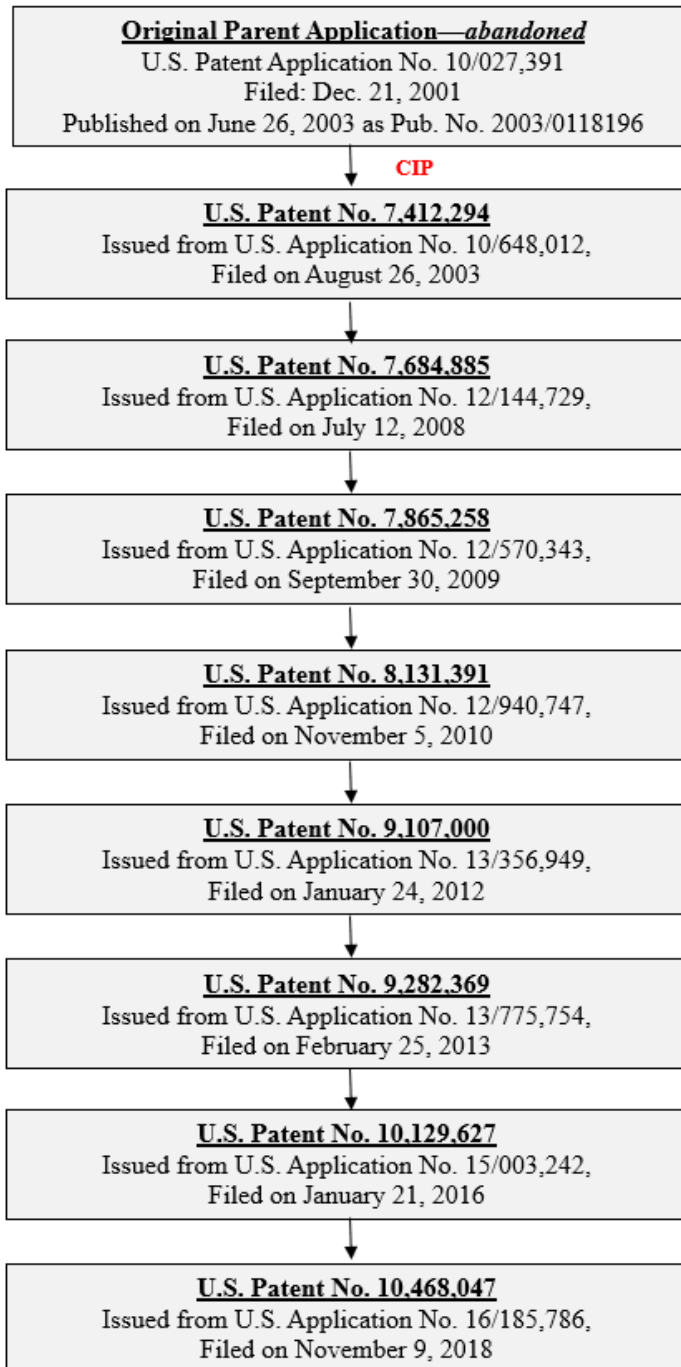 Original Parent Application—abandoned
U.S. Patent Application No. 10/027,391
Filed: Dec. 21, 2001
Published on June 26, 2003 as Pub. No. 2003/0118196
CIP
U.S. Patent No. 7,412,294
Issued from U.S. Application No. 10/648,012,
Filed on August 26, 2003
U.S. Patent No. 7,684,885
Issued from U.S. Application No. 12/144,729,
Filed on July 12, 2008
U.S. Patent No. 7,865,258
Issued from U.S. Application No. 12/570,343,
Filed on September 30, 2009
U.S. Patent No. 8,131,391
Issued from U.S. Application No. 12/940,747,
Filed on November 5, 2010
U.S. Patent No. 9,107,000
Issued from U.S. Application No. 13/356,949,
Filed on January 24, 2012
U.S. Patent No. 9,282,369
Issued from U.S. Application No. 13/775,754,
Filed on February 25, 2013
U.S. Patent No. 10,129,627
Issued from U.S. Application No. 15/003,242,
Filed on January 21, 2016
U.S. Patent No. 10,468,047
Issued from U.S. Application No. 16/185,786,
Filed on November 9, 2018